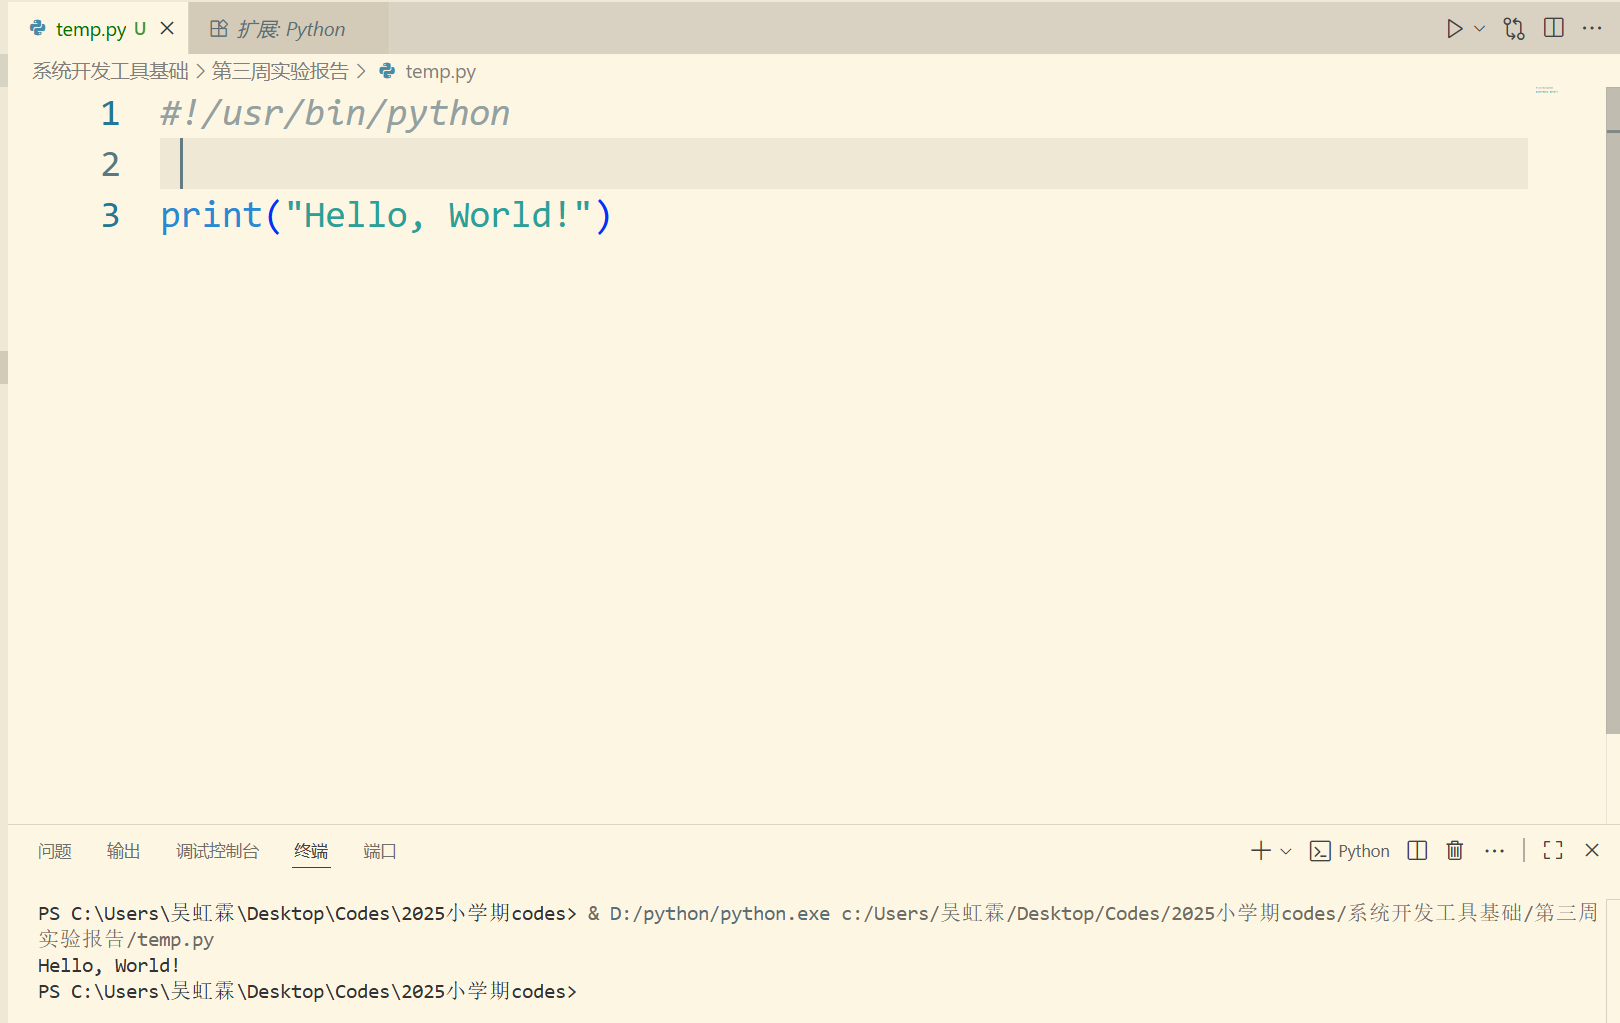 temp.py U
扩展: Python
系统开发工具基础 > 第三周实验报告 > temp.py
1 #!/usr/bin/python
2
3 print("Hello, World!")
问题 输出 调试控制台 终端 端口
Python
PS C:\Users\吴虹霖\Desktop\Codes\2025小学期codes> & D:/python/python.exe c:/Users/吴虹霖/Desktop/Codes/2025小学期codes/系统开发工具基础/第三周
实验报告/temp.py
Hello, World!
PS C:\Users\吴虹霖\Desktop\Codes\2025小学期codes>